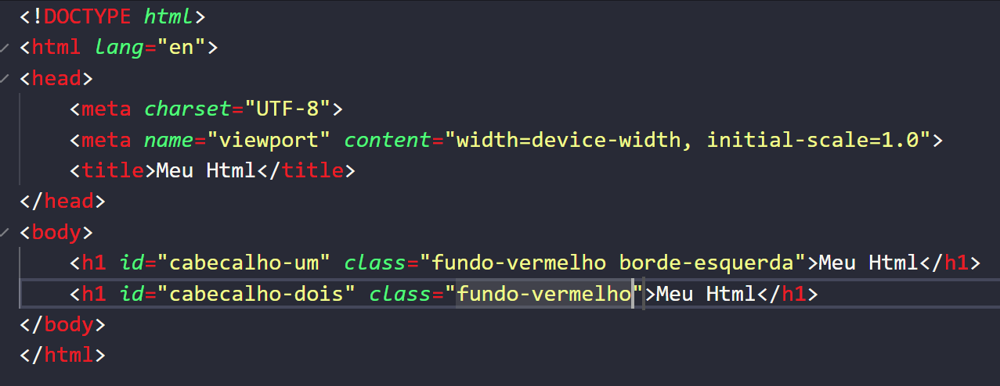 <!DOCTYPE html>
<html lang="en">
<head>
    <meta charset="UTF-8">
    <meta name="viewport" content="width=device-width, initial-scale=1.0">
    <title>Meu Html</title>
</head>
<body>
    <h1 id="cabecalho-um" class="fundo-vermelho borde-esquerda">Meu Html</h1>
    <h1 id="cabecalho-dois" class="fundo-vermelho">Meu Html</h1>
</body>
</html>